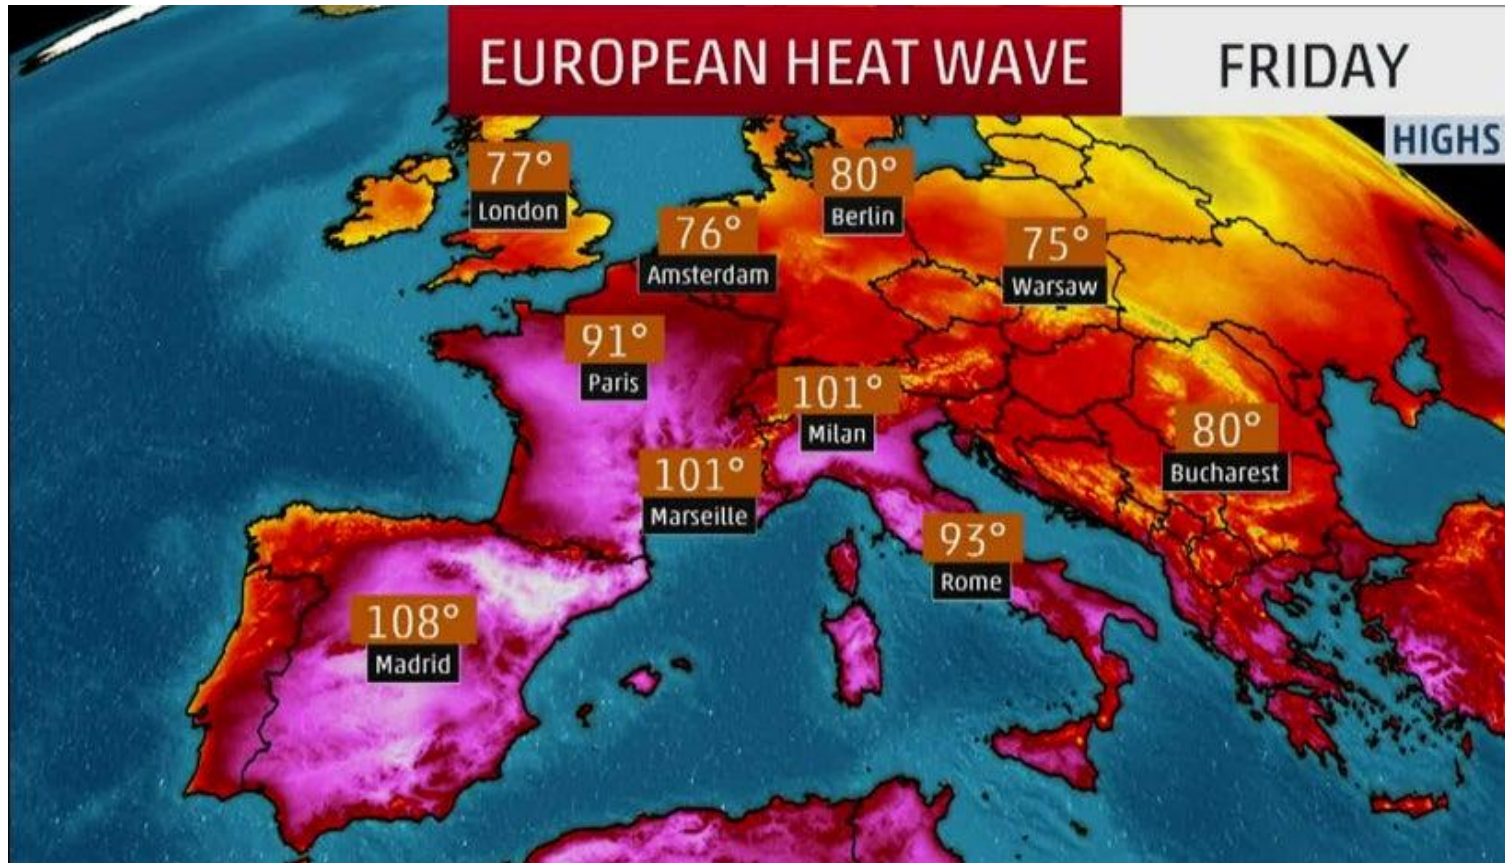 EUROPEAN HEAT WAVE
FRIDAY
HIGHS
77°
London
80°
Berlin
76°
Amsterdam
75°
Warsaw
91°
Paris
101°
Milan
80°
Bucharest
101°
Marseille
93°
Rome
108°
Madrid